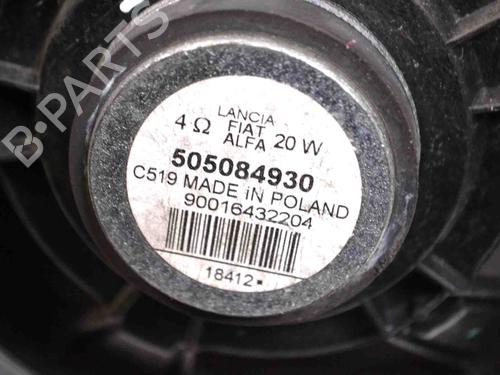 B-PARTS
LANCIA
4 Ω FIAT 20 W
ALFA
505084930
C519 MADE iN POLAND
90016432204
18412